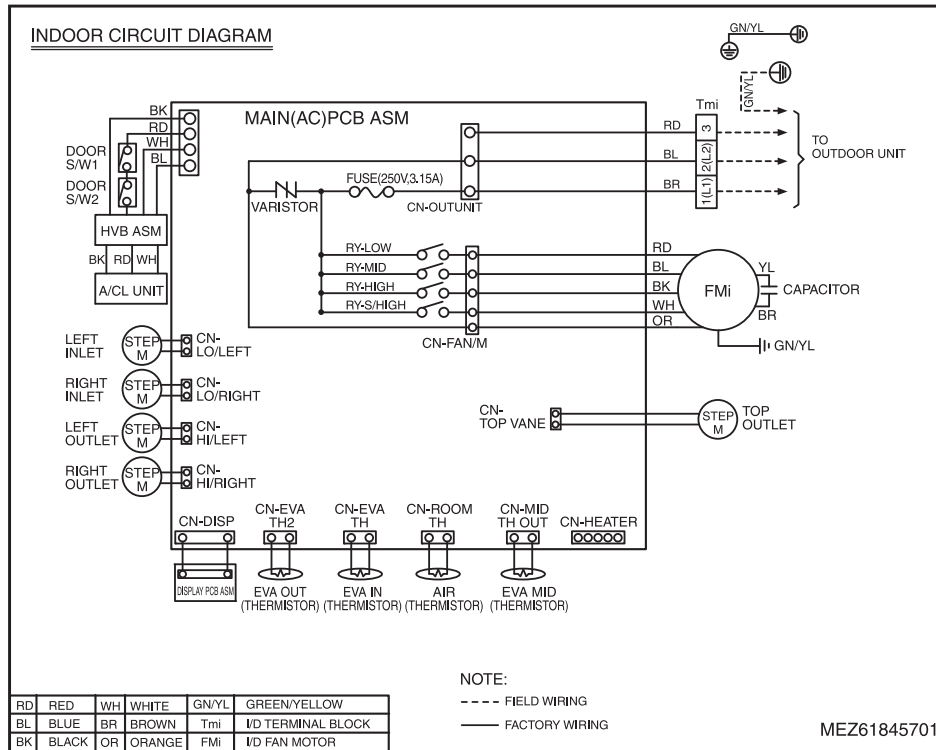 INDOOR CIRCUIT DIAGRAM
GN/YL
GN/YL
MAIN(AC)PCB ASM
Tmi
BK
RD
WH
BL
DOOR
S/W1
DOOR
S/W2
HVB ASM
BK RD WH
A/CL UNIT
RD
BL
BR
3
2(L2)
1(L1)
TO
OUTDOOR UNIT
FUSE(250V,3.15A)
VARISTOR
CN-OUTUNIT
RY-LOW
RY-MID
RY-HIGH
RY-S/HIGH
CN-FAN/M
RD
BL
BK
WH
OR
FMi
YL
CAPACITOR
BR
GN/YL
LEFT
INLET
STEP
M
CN-
LO/LEFT
RIGHT
INLET
STEP
M
CN-
LO/RIGHT
LEFT
OUTLET
STEP
M
CN-
HI/LEFT
RIGHT
OUTLET
STEP
M
CN-
HI/RIGHT
CN-
TOP VANE
STEP
M
TOP
OUTLET
CN-DISP
CN-EVA
TH2
CN-EVA
TH
CN-ROOM
TH
CN-MID
TH OUT
CN-HEATER
DISPLAY PCB ASM
EVA OUT
(THERMISTOR)
EVA IN
(THERMISTOR)
AIR
(THERMISTOR)
EVA MID
(THERMISTOR)
NOTE:
FIELD WIRING
FACTORY WIRING
RD RED WH WHITE GN/YL GREEN/YELLOW
BL BLUE BR BROWN Tmi I/D TERMINAL BLOCK
BK BLACK OR ORANGE FMi I/D FAN MOTOR
MEZ61845701